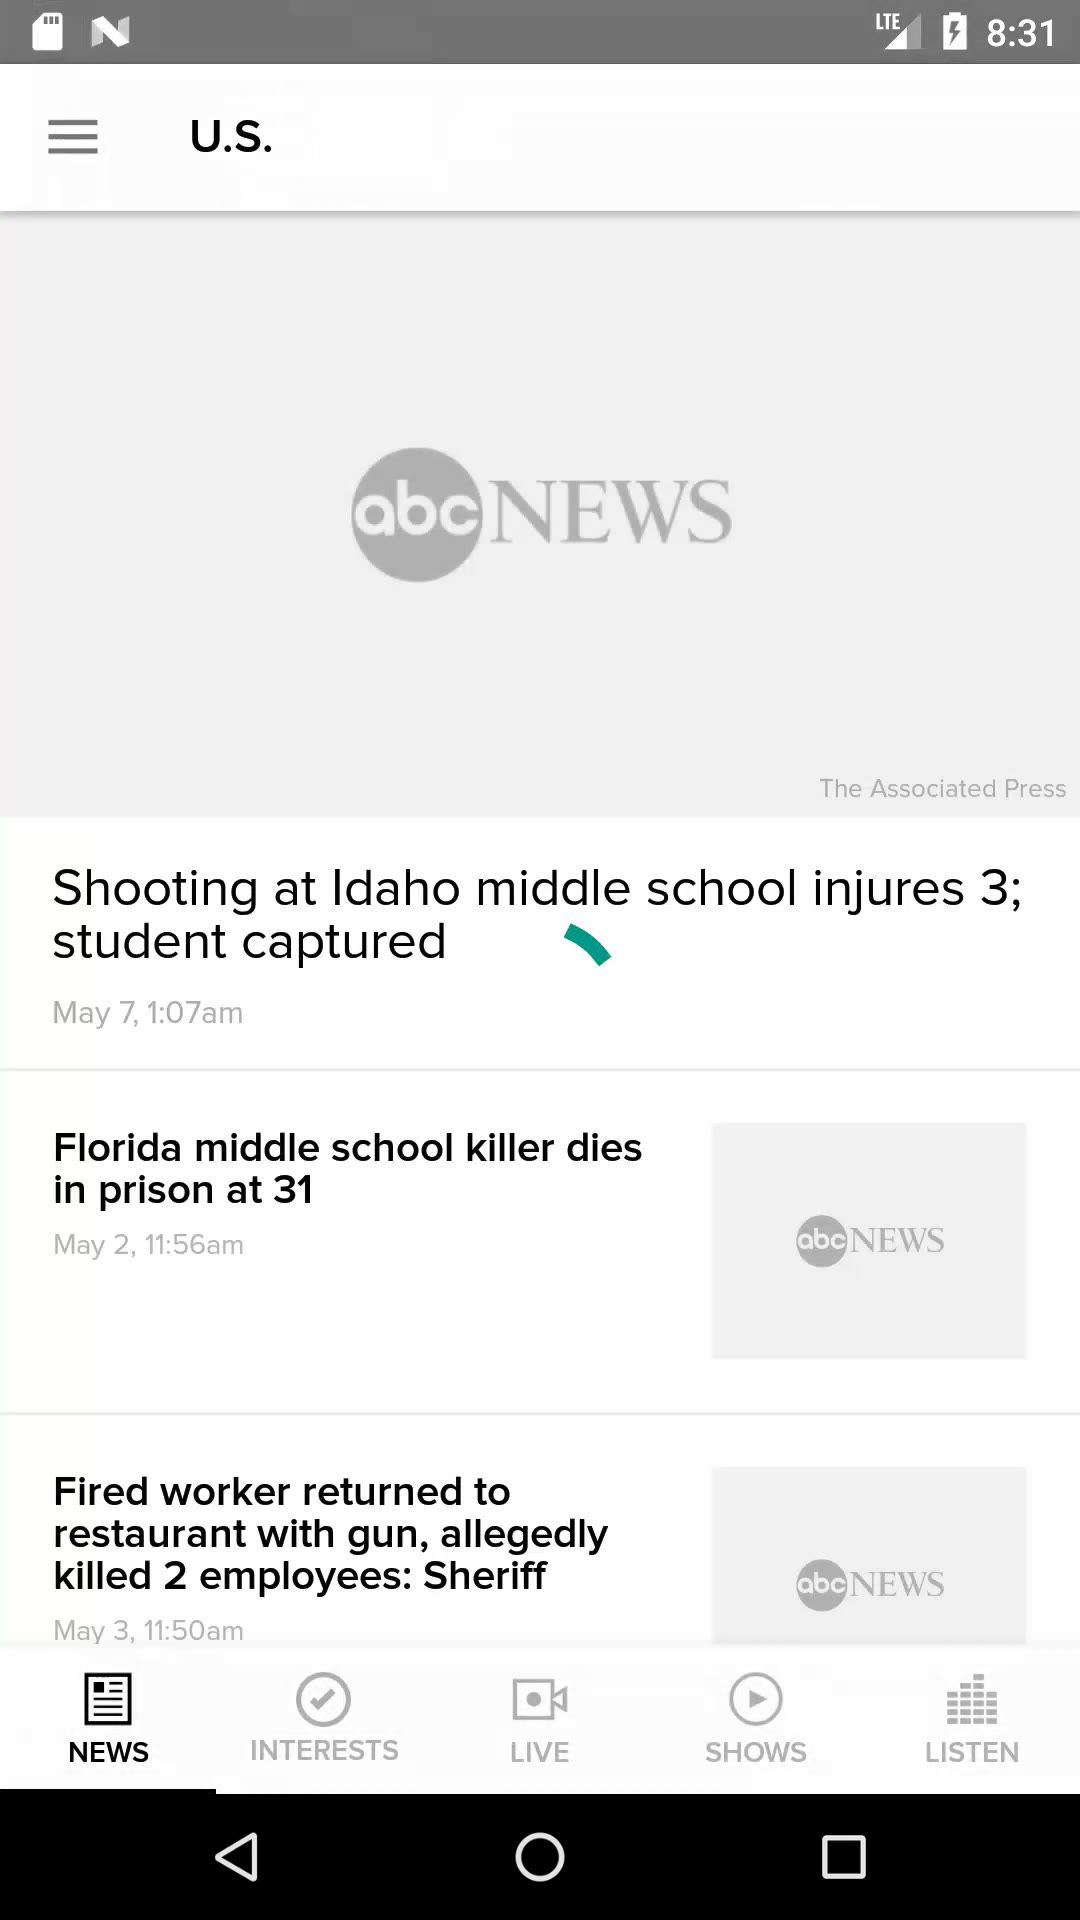 LTE 8:31
U.S.
abc NEWS
The Associated Press
Shooting at Idaho middle school injures 3;
student captured
May 7, 1:07am
Florida middle school killer dies
in prison at 31
May 2, 11:56am
abc NEWS
Fired worker returned to
restaurant with gun, allegedly
killed 2 employees: Sheriff
May 3, 11:50am
abc NEWS
NEWS
INTERESTS
LIVE
SHOWS
LISTEN